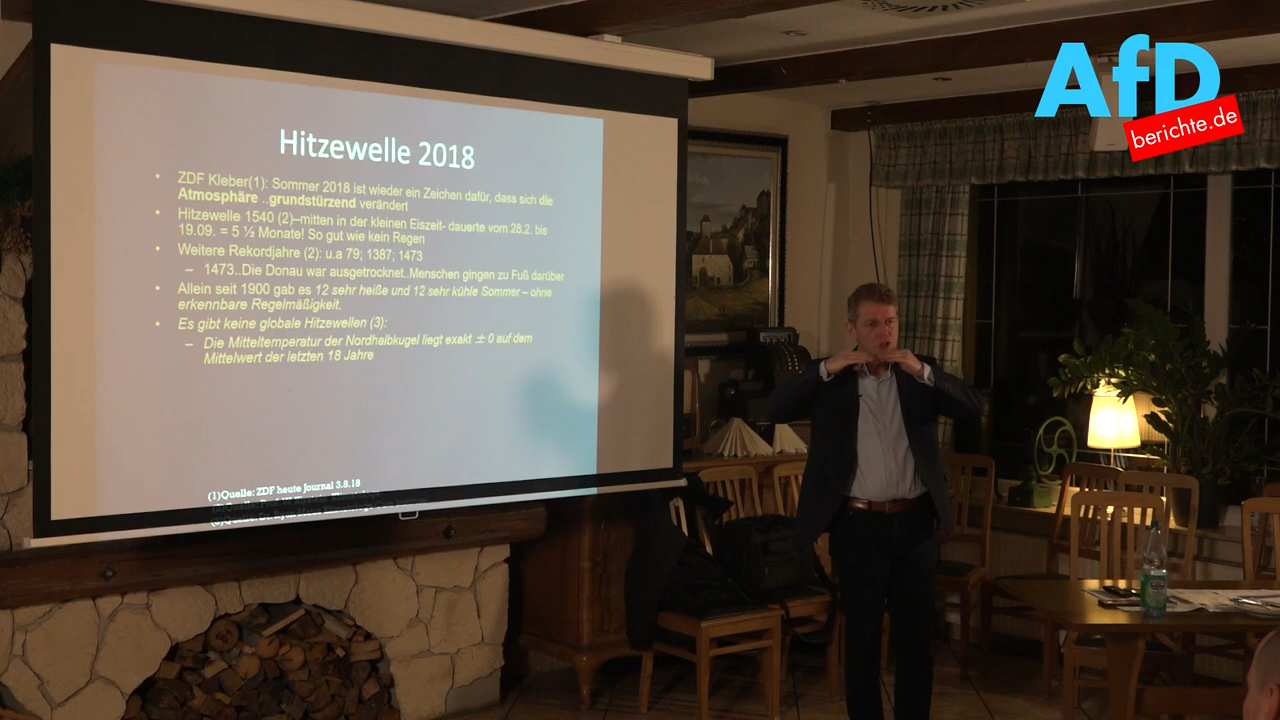 AfD
berichte.de
Hitzewelle 2018
• ZDF Kleber(1): Sommer 2018 ist wieder ein Zeichen dafür, dass sich die
Atmosphäre ..grundstürzend verändert
• Hitzewelle 1540 (2)–mitten in der kleinen Eiszeit- dauerte vom 28.2. bis
19.09. = 5 ½ Monate! So gut wie kein Regen
• Weitere Rekordjahre (2): u.a 79; 1387; 1473
– 1473..Die Donau war ausgetrocknet..Menschen gingen zu Fuß darüber
• Allein seit 1900 gab es 12 sehr heiße und 12 sehr kühle Sommer – ohne
erkennbare Regelmäßigkeit.
• Es gibt keine globale Hitzewellen (3):
– Die Mitteltemperatur der Nordhalbkugel liegt exakt ± 0 auf dem
Mittelwert der letzten 18 Jahre
(1)Quelle: ZDF heute Journal 3.8.18